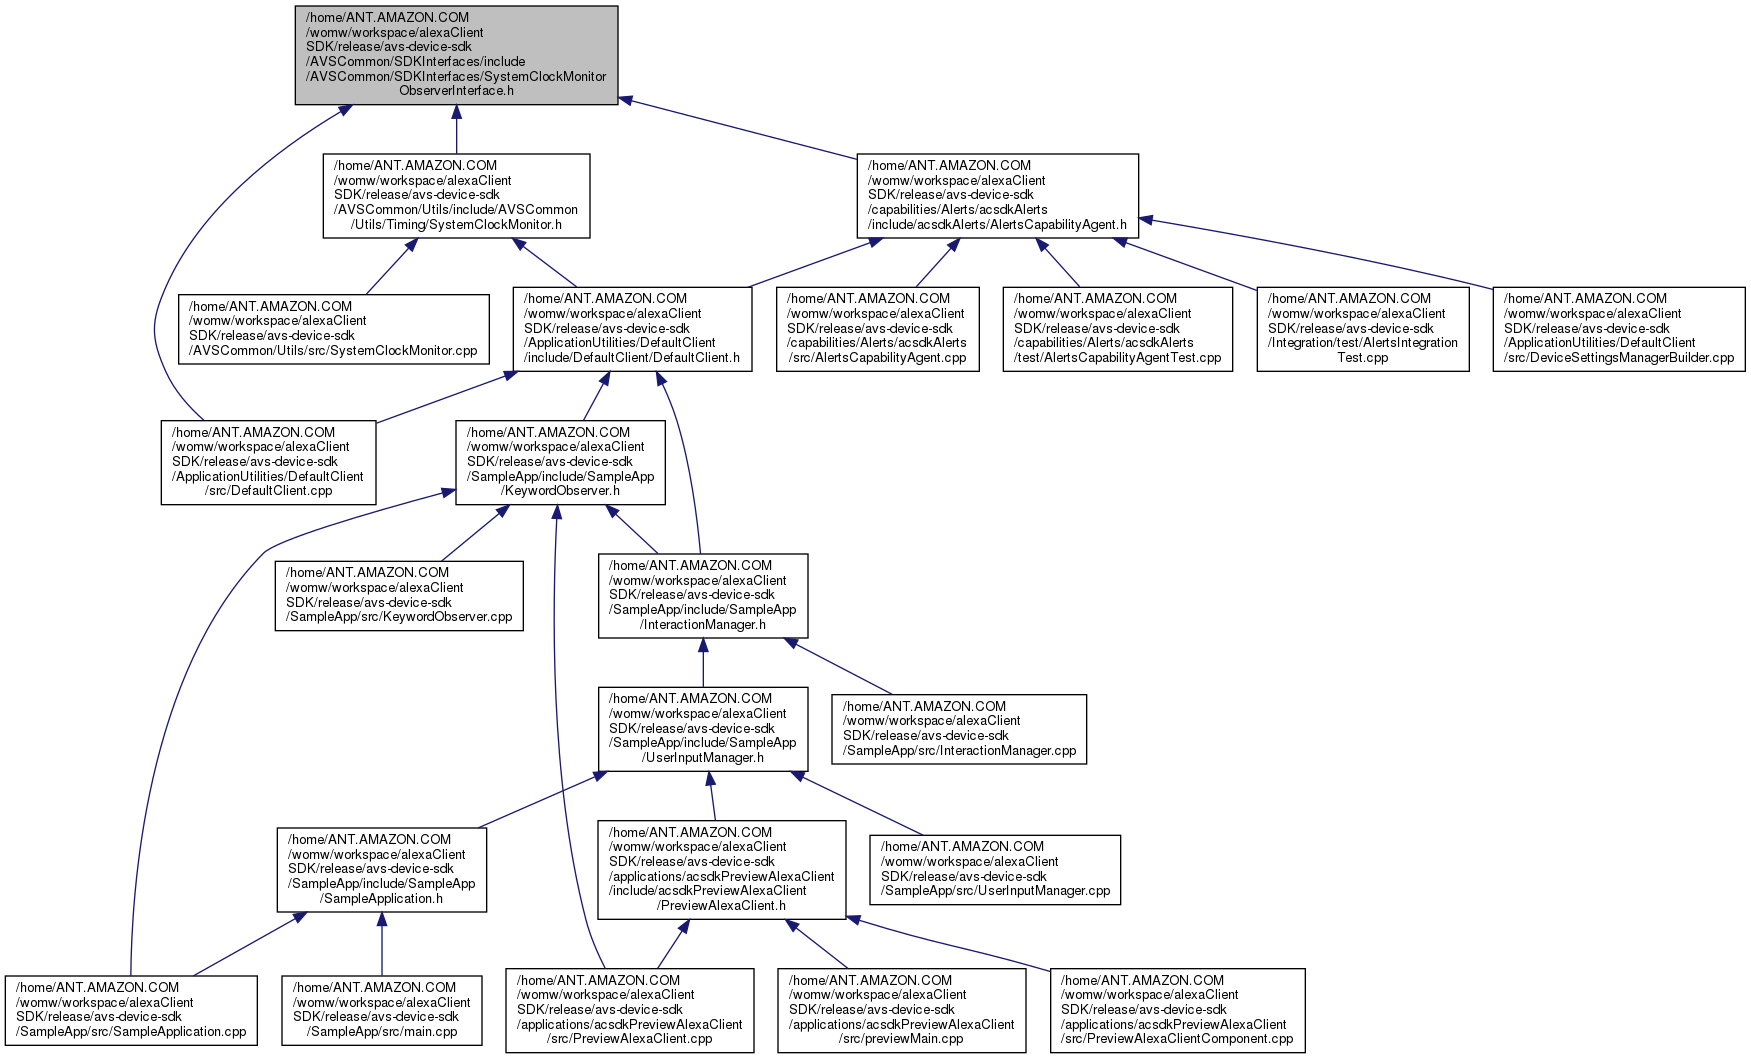 /home/ANT.AMAZON.COM
/womw/workspace/alexaClient
SDK/release/avs-device-sdk
/AVSCommon/SDKInterfaces/include
/AVSCommon/SDKInterfaces/SystemClockMonitor
ObserverInterface.h
/home/ANT.AMAZON.COM
/womw/workspace/alexaClient
SDK/release/avs-device-sdk
/AVSCommon/Utils/include/AVSCommon
/Utils/Timing/SystemClockMonitor.h
/home/ANT.AMAZON.COM
/womw/workspace/alexaClient
SDK/release/avs-device-sdk
/capabilities/Alerts/acsdkAlerts
/include/acsdkAlerts/AlertsCapabilityAgent.h
/home/ANT.AMAZON.COM
/womw/workspace/alexaClient
SDK/release/avs-device-sdk
/AVSCommon/Utils/src/SystemClockMonitor.cpp
/home/ANT.AMAZON.COM
/womw/workspace/alexaClient
SDK/release/avs-device-sdk
/ApplicationUtilities/DefaultClient
/include/DefaultClient/DefaultClient.h
/home/ANT.AMAZON.COM
/womw/workspace/alexaClient
SDK/release/avs-device-sdk
/capabilities/Alerts/acsdkAlerts
/src/AlertsCapabilityAgent.cpp
/home/ANT.AMAZON.COM
/womw/workspace/alexaClient
SDK/release/avs-device-sdk
/capabilities/Alerts/acsdkAlerts
/test/AlertsCapabilityAgentTest.cpp
/home/ANT.AMAZON.COM
/womw/workspace/alexaClient
SDK/release/avs-device-sdk
/Integration/test/AlertsIntegration
Test.cpp
/home/ANT.AMAZON.COM
/womw/workspace/alexaClient
SDK/release/avs-device-sdk
/ApplicationUtilities/DefaultClient
/src/DeviceSettingsManagerBuilder.cpp
/home/ANT.AMAZON.COM
/womw/workspace/alexaClient
SDK/release/avs-device-sdk
/ApplicationUtilities/DefaultClient
/src/DefaultClient.cpp
/home/ANT.AMAZON.COM
/womw/workspace/alexaClient
SDK/release/avs-device-sdk
/SampleApp/include/SampleApp
/KeywordObserver.h
/home/ANT.AMAZON.COM
/womw/workspace/alexaClient
SDK/release/avs-device-sdk
/SampleApp/src/KeywordObserver.cpp
/home/ANT.AMAZON.COM
/womw/workspace/alexaClient
SDK/release/avs-device-sdk
/SampleApp/include/SampleApp
/InteractionManager.h
/home/ANT.AMAZON.COM
/womw/workspace/alexaClient
SDK/release/avs-device-sdk
/SampleApp/include/SampleApp
/UserInputManager.h
/home/ANT.AMAZON.COM
/womw/workspace/alexaClient
SDK/release/avs-device-sdk
/SampleApp/src/InteractionManager.cpp
/home/ANT.AMAZON.COM
/womw/workspace/alexaClient
SDK/release/avs-device-sdk
/SampleApp/include/SampleApp
/SampleApplication.h
/home/ANT.AMAZON.COM
/womw/workspace/alexaClient
SDK/release/avs-device-sdk
/applications/acsdkPreviewAlexaClient
/include/acsdkPreviewAlexaClient
/PreviewAlexaClient.h
/home/ANT.AMAZON.COM
/womw/workspace/alexaClient
SDK/release/avs-device-sdk
/SampleApp/src/UserInputManager.cpp
/home/ANT.AMAZON.COM
/womw/workspace/alexaClient
SDK/release/avs-device-sdk
/SampleApp/src/SampleApplication.cpp
/home/ANT.AMAZON.COM
/womw/workspace/alexaClient
SDK/release/avs-device-sdk
/SampleApp/src/main.cpp
/home/ANT.AMAZON.COM
/womw/workspace/alexaClient
SDK/release/avs-device-sdk
/applications/acsdkPreviewAlexaClient
/src/PreviewAlexaClient.cpp
/home/ANT.AMAZON.COM
/womw/workspace/alexaClient
SDK/release/avs-device-sdk
/applications/acsdkPreviewAlexaClient
/src/previewMain.cpp
/home/ANT.AMAZON.COM
/womw/workspace/alexaClient
SDK/release/avs-device-sdk
/applications/acsdkPreviewAlexaClient
/src/PreviewAlexaClientComponent.cpp